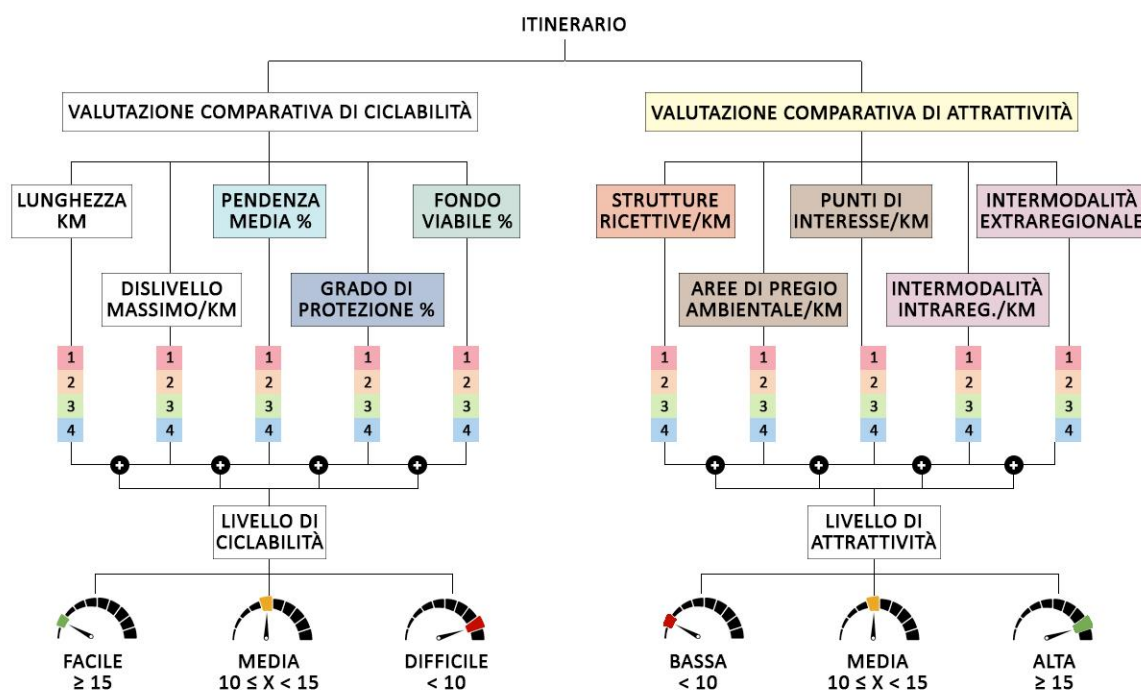 ITINERARIO
VALUTAZIONE COMPARATIVA DI CICLABILITÀ
VALUTAZIONE COMPARATIVA DI ATTRATTIVITÀ
LUNGHEZZA
KM
PENDENZA
MEDIA %
FONDO
VIABILE %
STRUTTURE
RICETTIVE/KM
PUNTI DI
INTERESSE/KM
INTERMODALITÀ
EXTRAREGIONALE
DISLIVELLO
MASSIMO/KM
GRADO DI
PROTEZIONE %
AREE DI PREGIO
AMBIENTALE/KM
INTERMODALITÀ
INTRAREG./KM
1 1 1 1 1 1 1 1 1 1
2 2 2 2 2 2 2 2 2 2
3 3 3 3 3 3 3 3 3 3
4 4 4 4 4 4 4 4 4 4
+ + + + + + + +
LIVELLO DI
CICLABILITÀ
LIVELLO DI
ATTRATTIVITÀ
FACILE
≥ 15
MEDIA
10 ≤ X < 15
DIFFICILE
< 10
BASSA
< 10
MEDIA
10 ≤ X < 15
ALTA
≥ 15